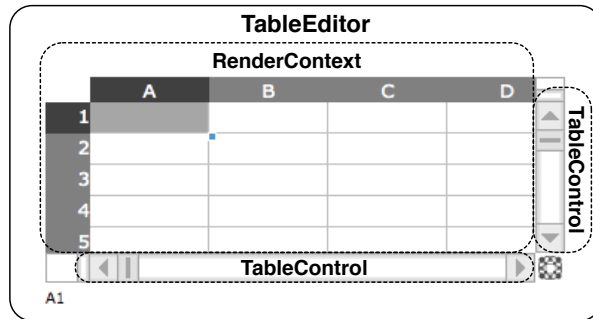 TableEditor
RenderContext
A B C D
1
2
3
4
5
TableControl
TableControl
A1